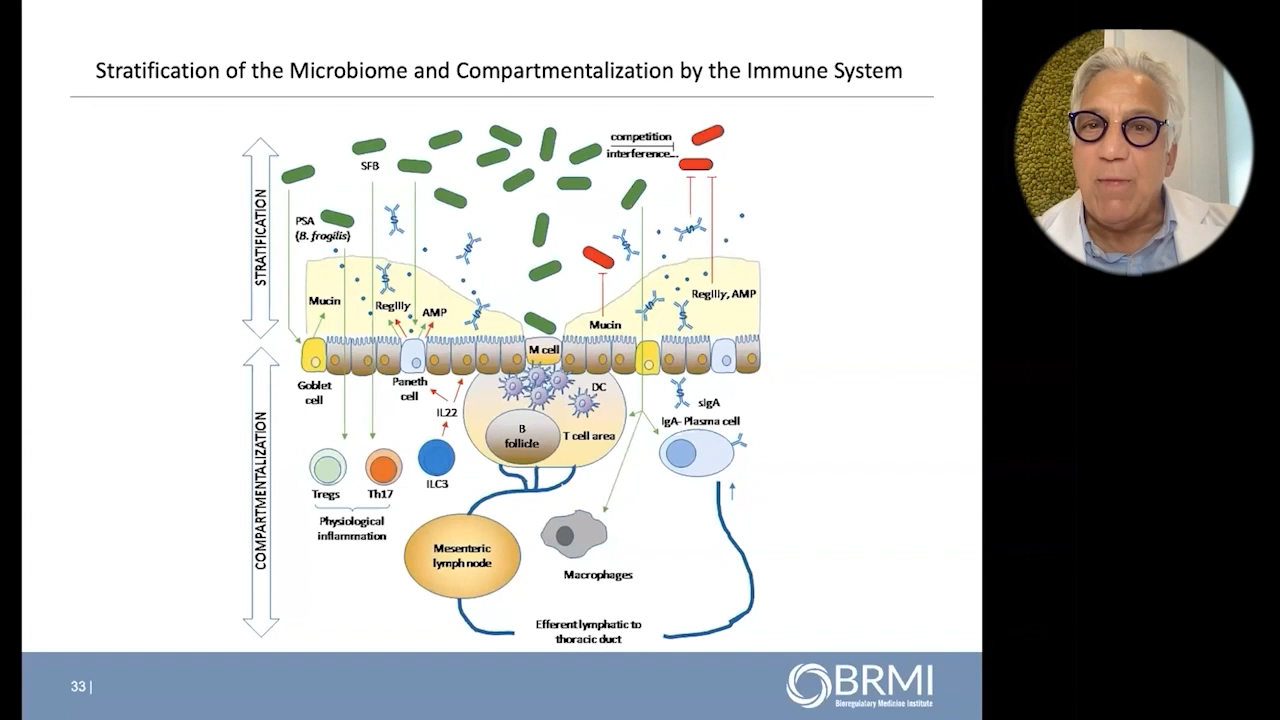 Stratification of the Microbiome and Compartmentalization by the Immune System
STRATIFICATION
COMPARTMENTALIZATION
SFB
competition
interference...
PSA
(B. fragilis)
Mucin
RegIIIγ
AMP
Mucin
RegIIIγ, AMP
M cell
Goblet
cell
Paneth
cell
IL22
DC
B
follicle
T cell area
sIgA
IgA- Plasma cell
Tregs
Th17
ILC3
Physiological
inflammation
Mesenteric
lymph node
Macrophages
Efferent lymphatic to
thoracic duct
33 |
BRMI
Bioregulatory Medicine Institute